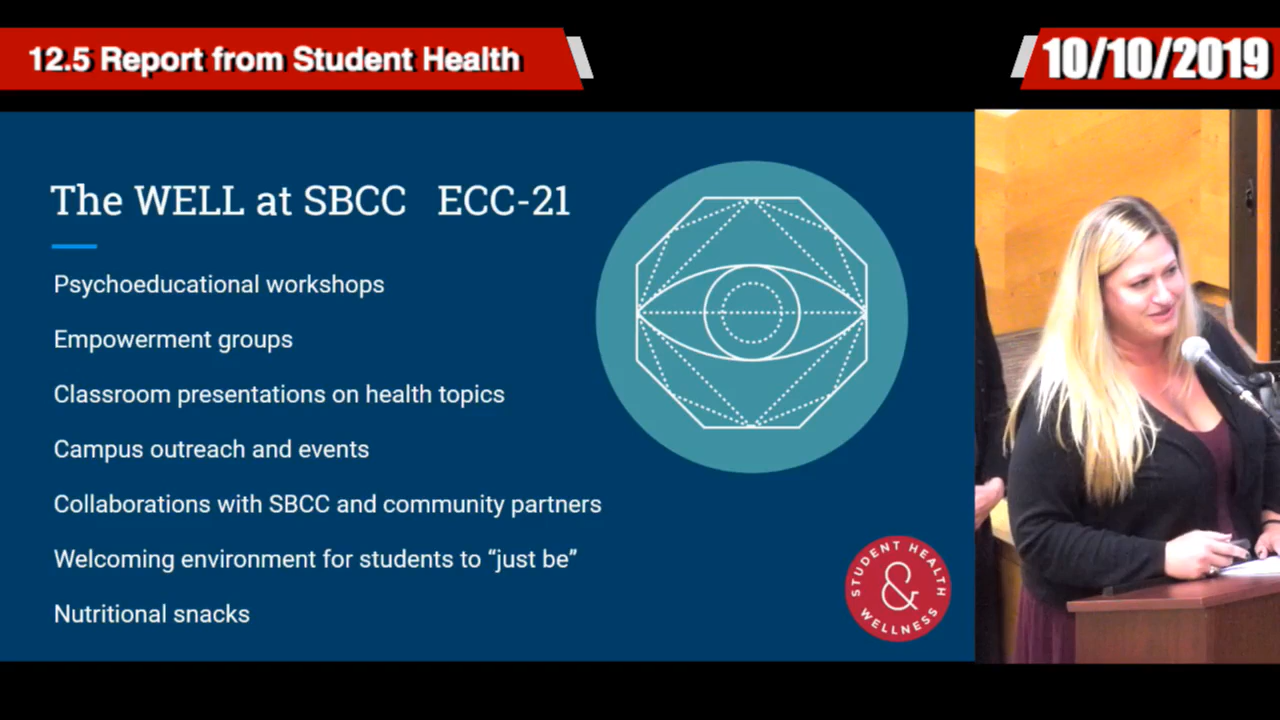 12.5 Report from Student Health
10/10/2019
The WELL at SBCC ECC-21
Psychoeducational workshops
Empowerment groups
Classroom presentations on health topics
Campus outreach and events
Collaborations with SBCC and community partners
Welcoming environment for students to “just be”
Nutritional snacks
STUDENT HEALTH
&
WELLNESS